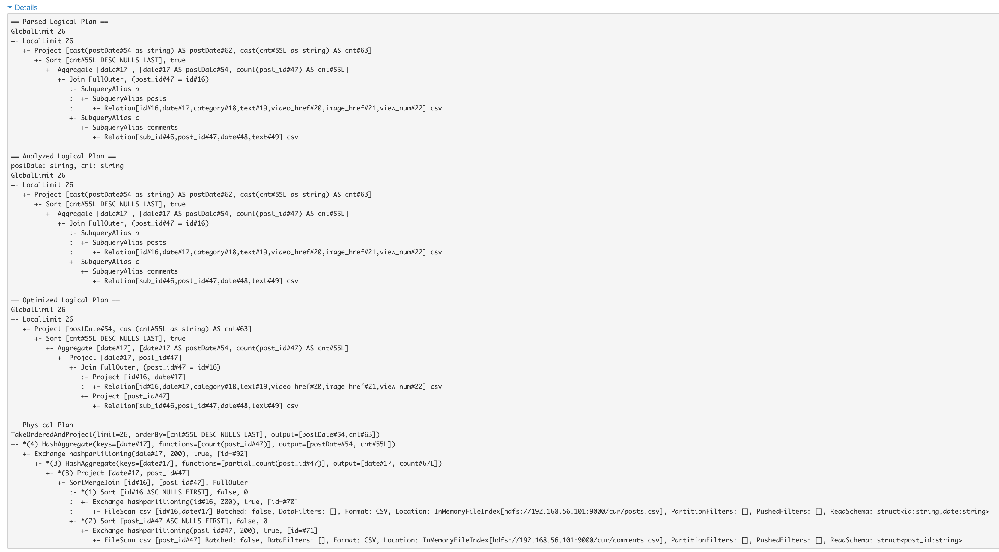 Details
== Parsed Logical Plan ==
GlobalLimit 26
+- LocalLimit 26
   +- Project [cast(postDate#54 as string) AS postDate#62, cast(cnt#55L as string) AS cnt#63]
      +- Sort [cnt#55L DESC NULLS LAST], true
         +- Aggregate [date#17], [date#17 AS postDate#54, count(post_id#47) AS cnt#55L]
            +- Join FullOuter, (post_id#47 = id#16)
               :- SubqueryAlias p
               :  +- SubqueryAlias posts
               :     +- Relation[id#16,date#17,category#18,text#19,video_href#20,image_href#21,view_num#22] csv
               +- SubqueryAlias c
                  +- SubqueryAlias comments
                     +- Relation[sub_id#46,post_id#47,date#48,text#49] csv

== Analyzed Logical Plan ==
postDate: string, cnt: string
GlobalLimit 26
+- LocalLimit 26
   +- Project [cast(postDate#54 as string) AS postDate#62, cast(cnt#55L as string) AS cnt#63]
      +- Sort [cnt#55L DESC NULLS LAST], true
         +- Aggregate [date#17], [date#17 AS postDate#54, count(post_id#47) AS cnt#55L]
            +- Join FullOuter, (post_id#47 = id#16)
               :- SubqueryAlias p
               :  +- SubqueryAlias posts
               :     +- Relation[id#16,date#17,category#18,text#19,video_href#20,image_href#21,view_num#22] csv
               +- SubqueryAlias c
                  +- SubqueryAlias comments
                     +- Relation[sub_id#46,post_id#47,date#48,text#49] csv

== Optimized Logical Plan ==
GlobalLimit 26
+- LocalLimit 26
   +- Project [postDate#54, cast(cnt#55L as string) AS cnt#63]
      +- Sort [cnt#55L DESC NULLS LAST], true
         +- Aggregate [date#17], [date#17 AS postDate#54, count(post_id#47) AS cnt#55L]
            +- Project [date#17, post_id#47]
               +- Join FullOuter, (post_id#47 = id#16)
                  :- Project [id#16, date#17]
                  :  +- Relation[id#16,date#17,category#18,text#19,video_href#20,image_href#21,view_num#22] csv
                  +- Project [post_id#47]
                     +- Relation[sub_id#46,post_id#47,date#48,text#49] csv

== Physical Plan ==
TakeOrderedAndProject(limit=26, orderBy=[cnt#55L DESC NULLS LAST], output=[postDate#54,cnt#63])
+- *(4) HashAggregate(keys=[date#17], functions=[count(post_id#47)], output=[postDate#54, cnt#55L])
   +- Exchange hashpartitioning(date#17, 200), true, [id=#92]
      +- *(3) HashAggregate(keys=[date#17], functions=[partial_count(post_id#47)], output=[date#17, count#67L])
         +- *(3) Project [date#17, post_id#47]
            +- SortMergeJoin [id#16], [post_id#47], FullOuter
               :- *(1) Sort [id#16 ASC NULLS FIRST], false, 0
               :  +- Exchange hashpartitioning(id#16, 200), true, [id=#70]
               :     +- FileScan csv [id#16,date#17] Batched: false, DataFilters: [], Format: CSV, Location: InMemoryFileIndex[hdfs://192.168.56.101:9000/cur/posts.csv], PartitionFilters: [], PushedFilters: [], ReadSchema: struct<id:string,date:string>
               +- *(2) Sort [post_id#47 ASC NULLS FIRST], false, 0
                  +- Exchange hashpartitioning(post_id#47, 200), true, [id=#71]
                     +- FileScan csv [post_id#47] Batched: false, DataFilters: [], Format: CSV, Location: InMemoryFileIndex[hdfs://192.168.56.101:9000/cur/comments.csv], PartitionFilters: [], PushedFilters: [], ReadSchema: struct<post_id:string>